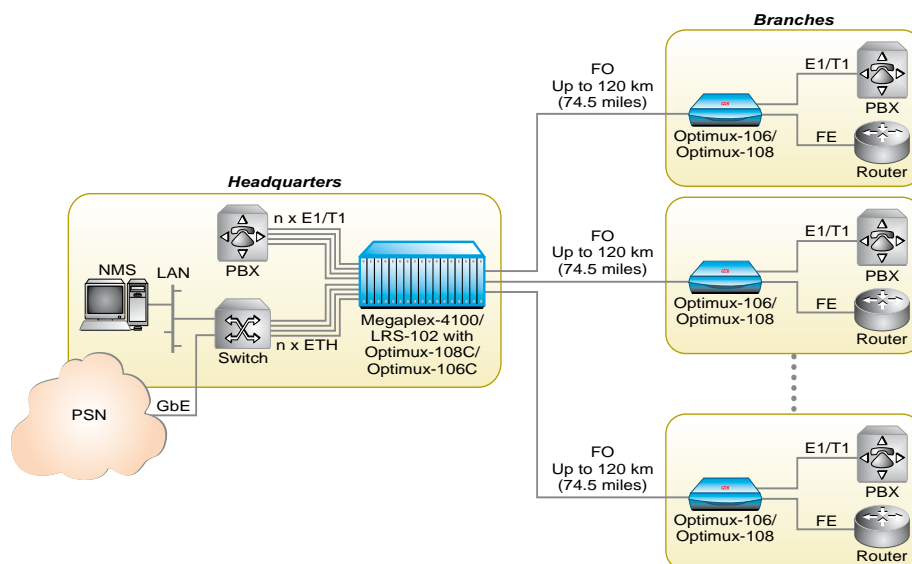 Branches
FO
Up to 120 km
(74.5 miles)
E1/T1
PBX
Optimux-106/
Optimux-108
FE
Router
Headquarters
n x E1/T1
PBX
NMS
LAN
Switch
n x ETH
Megaplex-4100/
LRS-102 with
Optimux-108C/
Optimux-106C
PSN
GbE
FO
Up to 120 km
(74.5 miles)
E1/T1
PBX
Optimux-106/
Optimux-108
FE
Router
FO
Up to 120 km
(74.5 miles)
E1/T1
PBX
Optimux-106/
Optimux-108
FE
Router